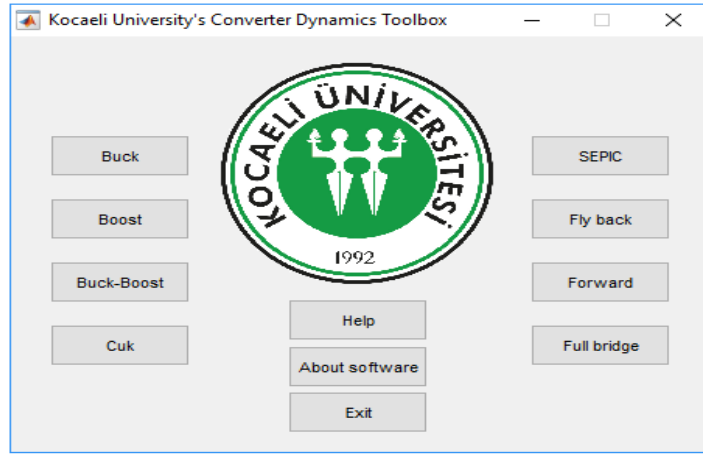 Kocaeli University's Converter Dynamics Toolbox
KOCAELİ ÜNİVERSİTESİ
1992
Buck
Boost
Buck-Boost
Cuk
Help
About software
Exit
SEPIC
Fly back
Forward
Full bridge